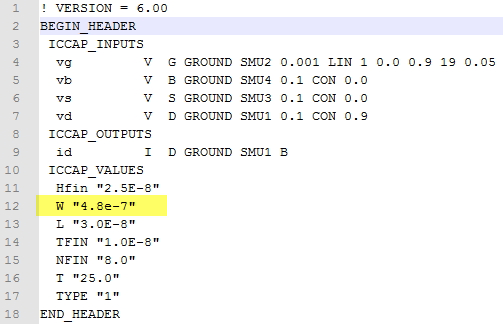 1 ! VERSION = 6.00
2 BEGIN_HEADER
3 ICCAP_INPUTS
4 vg V G GROUND SMU2 0.001 LIN 1 0.0 0.9 19 0.05
5 vb V B GROUND SMU4 0.1 CON 0.0
6 vs V S GROUND SMU3 0.1 CON 0.0
7 vd V D GROUND SMU1 0.1 CON 0.9
8 ICCAP_OUTPUTS
9 id I D GROUND SMU1 B
10 ICCAP_VALUES
11 Hfin "2.5E-8"
12 W "4.8e-7"
13 L "3.0E-8"
14 TFIN "1.0E-8"
15 NFIN "8.0"
16 T "25.0"
17 TYPE "1"
18 END_HEADER